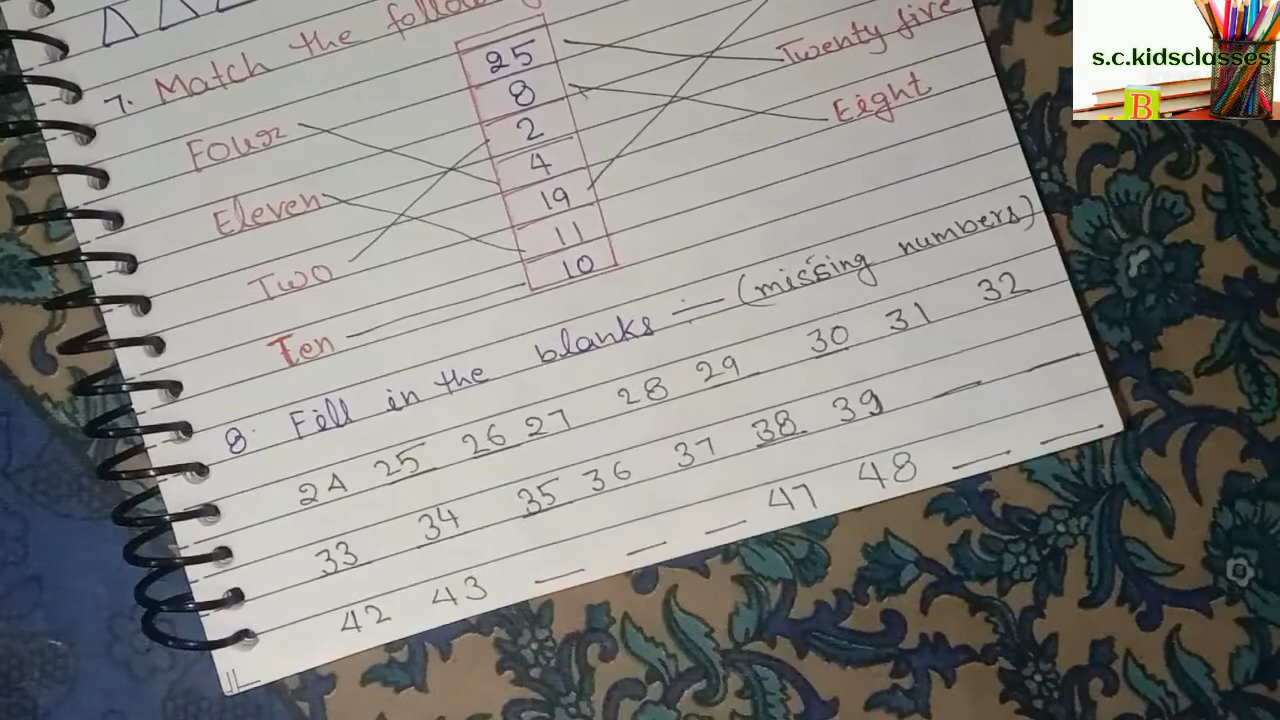 s.c.kidsclasses
B
7. Match the
25
8
2
4
19
11
10
Four
Eleven
Two
Ten
Twenty five
Eight
8. Fill in the blanks :- (missing numbers)
24 25 26 27 28 29 30 31 32
33 34 35 36 37 38 39 _ _
42 43 _ _ _ 47 48 _ _